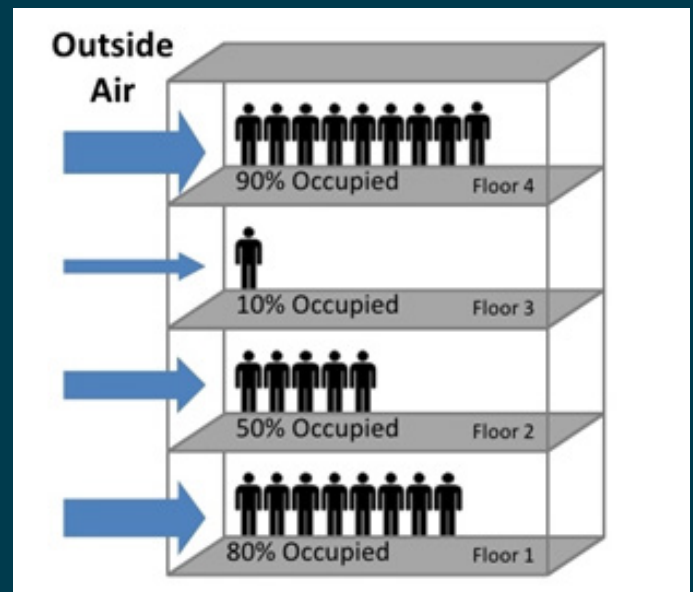 Outside
Air
90% Occupied Floor 4
10% Occupied Floor 3
50% Occupied Floor 2
80% Occupied Floor 1